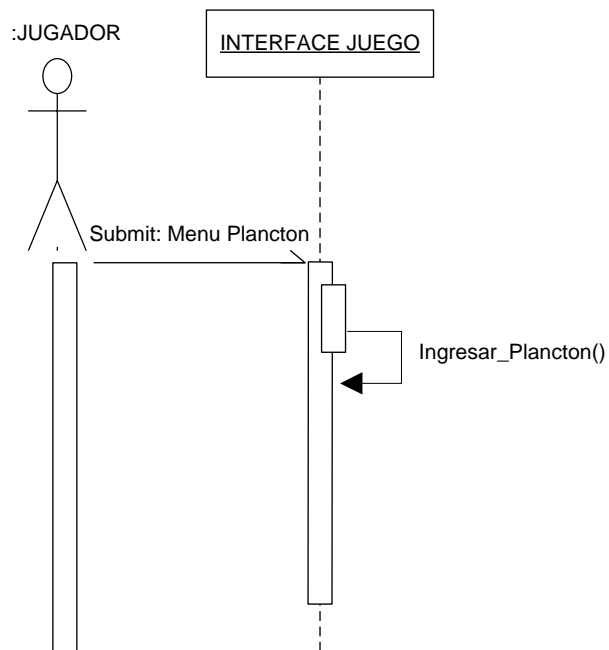 :JUGADOR
INTERFACE JUEGO
Submit: Menu Plancton
Ingresar_Plancton()